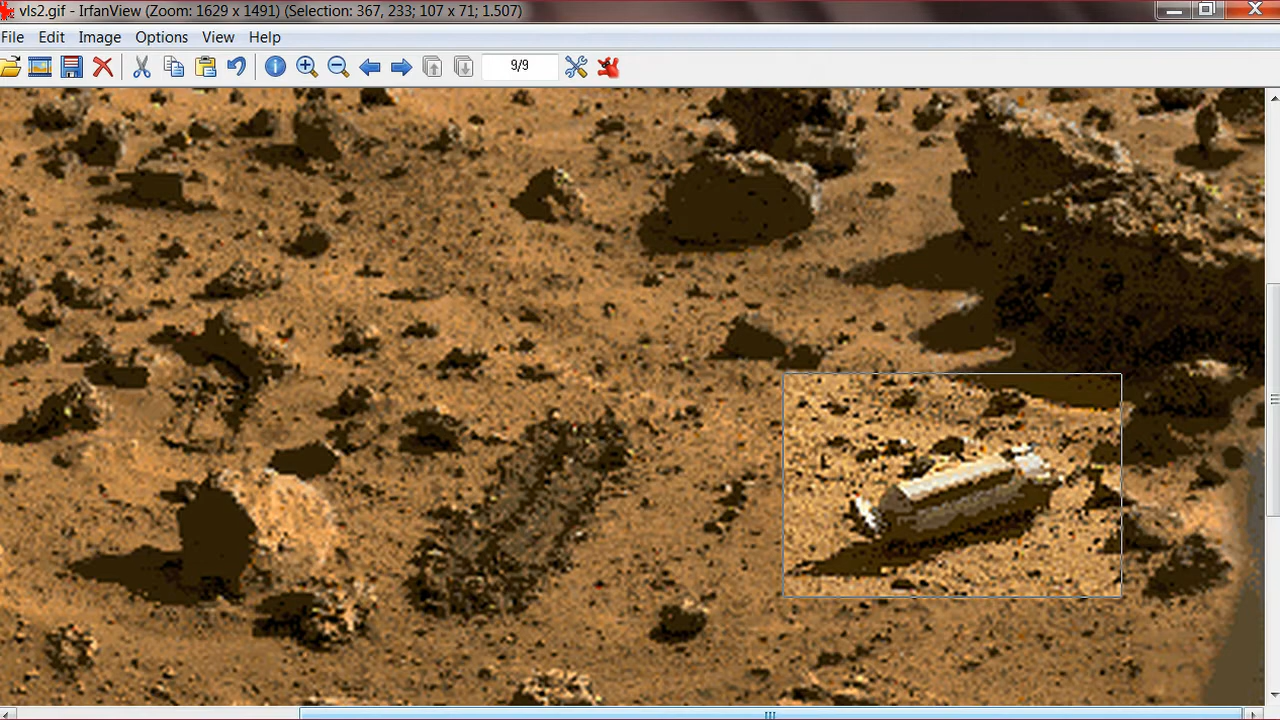 vls2.gif - IrfanView (Zoom: 1629 x 1491) (Selection: 367, 233; 107 x 71; 1.507)
File Edit Image Options View Help
9/9